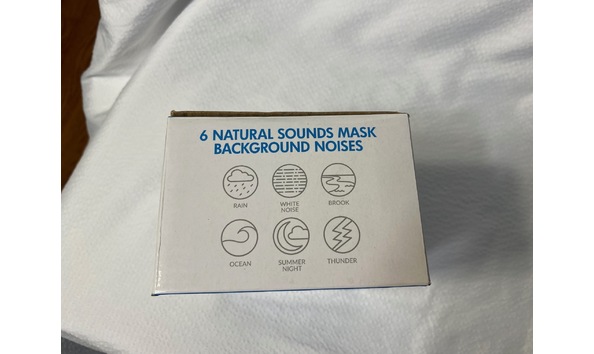 6 NATURAL SOUNDS MASK
BACKGROUND NOISES
RAIN
WHITE
NOISE
BROOK
OCEAN
SUMMER
NIGHT
THUNDER